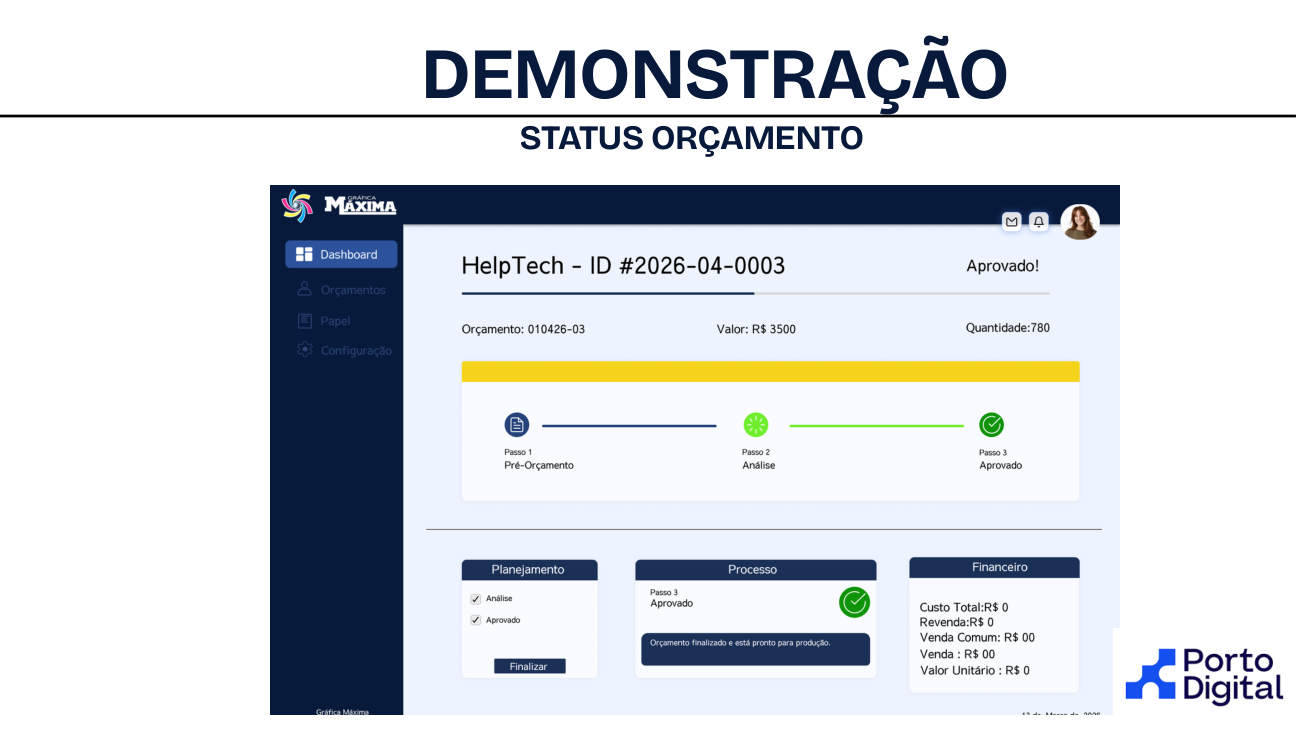 DEMONSTRAÇÃO
STATUS ORÇAMENTO
GRÁFICA
MÁXIMA
Dashboard
Orçamentos
Papel
Configuração
HelpTech - ID #2026-04-0003
Aprovado!
Orçamento: 010426-03
Valor: R$ 3500
Quantidade:780
Passo 1
Pré-Orçamento
Passo 2
Análise
Passo 3
Aprovado
Planejamento
Análise
Aprovado
Finalizar
Processo
Passo 3
Aprovado
Orçamento finalizado e está pronto para produção.
Financeiro
Custo Total:R$ 0
Revenda:R$ 0
Venda Comum: R$ 00
Venda : R$ 00
Valor Unitário : R$ 0
Gráfica Máxima
Porto
Digital